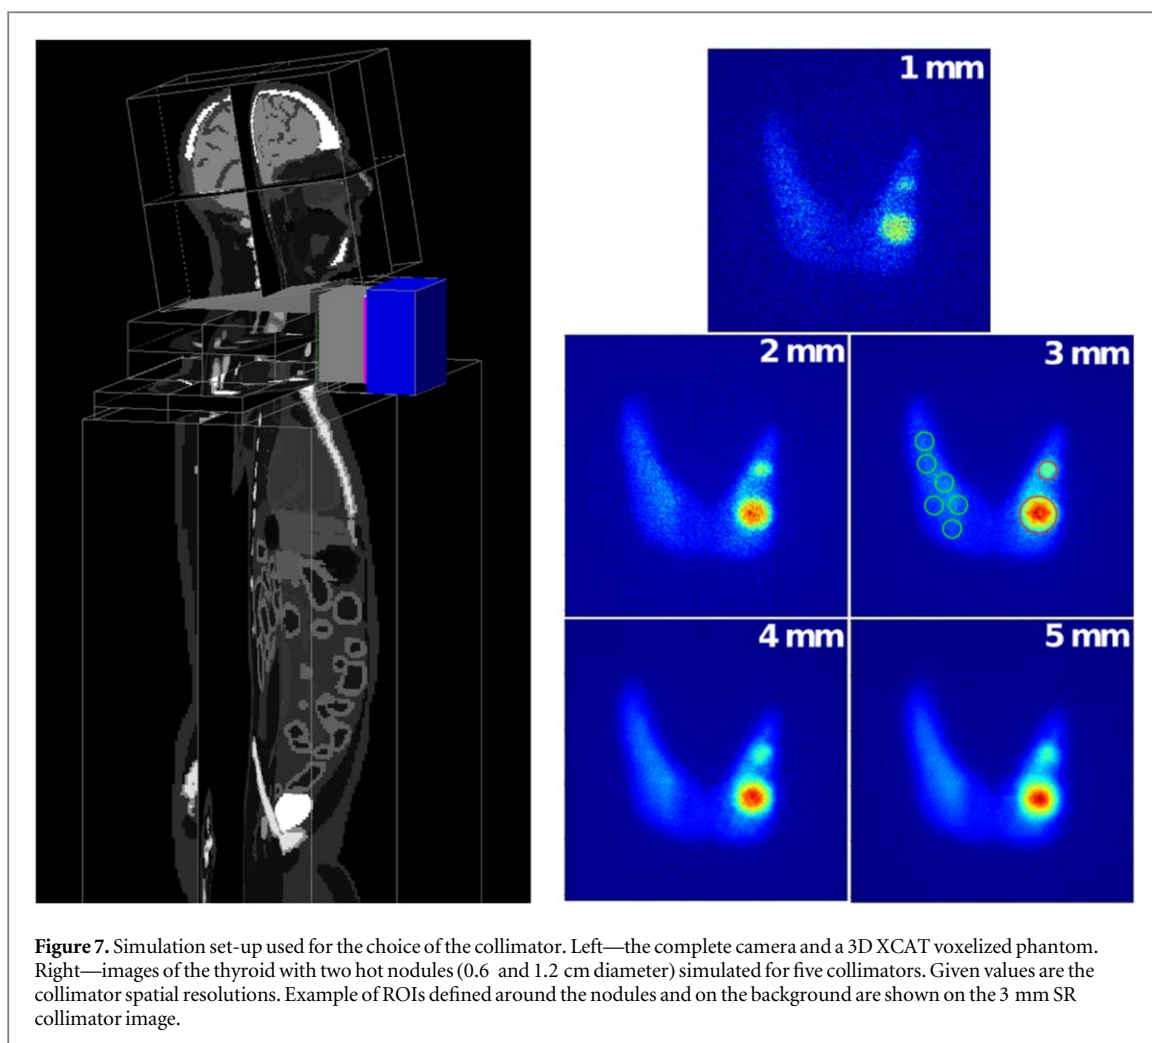 1 mm
2 mm
3 mm
4 mm
5 mm
Figure 7. Simulation set-up used for the choice of the collimator. Left—the complete camera and a 3D XCAT voxelized phantom.
Right—images of the thyroid with two hot nodules (0.6 and 1.2 cm diameter) simulated for five collimators. Given values are the
collimator spatial resolutions. Example of ROIs defined around the nodules and on the background are shown on the 3 mm SR
collimator image.